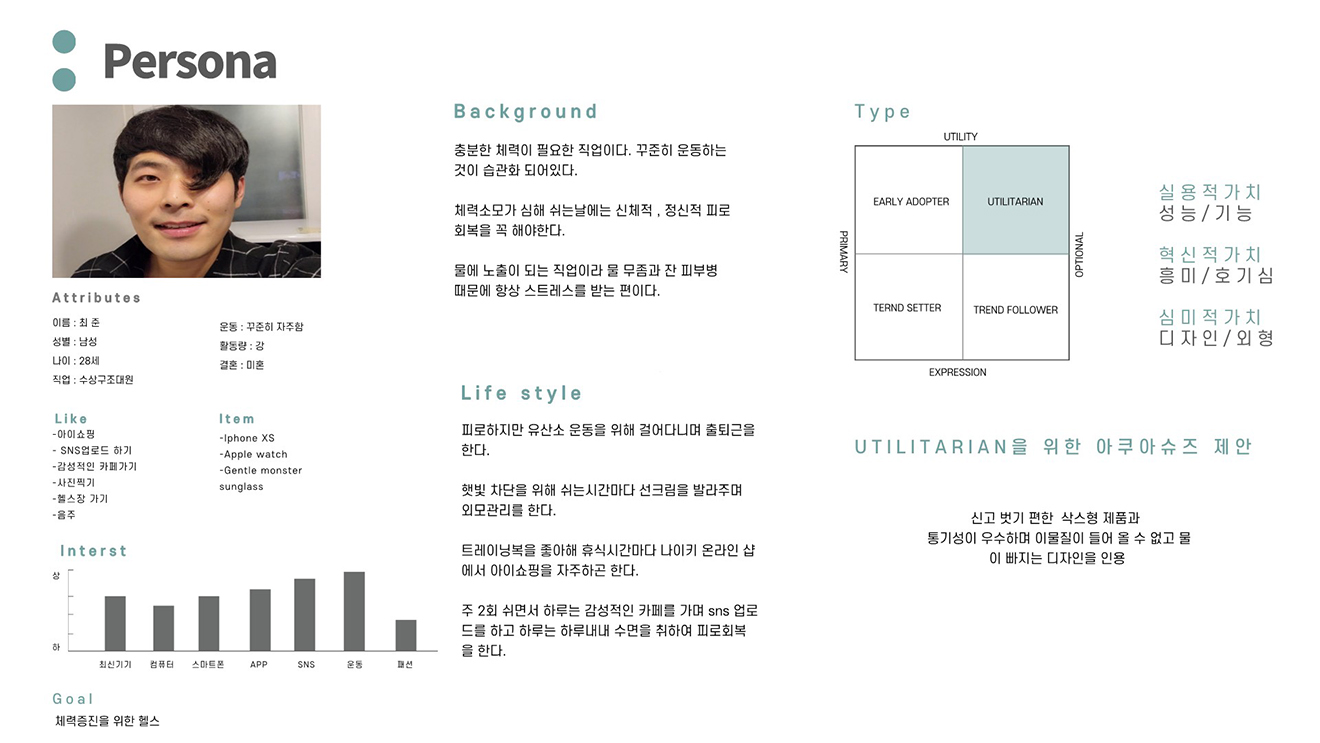 Persona
Attributes
이름 : 최 준
성별 : 남성
나이 : 28세
직업 : 수상구조대원
운동 : 꾸준히 자주함
활동량 : 강
결혼 : 미혼
Like
-아이쇼핑
- SNS업로드 하기
-감성적인 카페가기
-사진찍기
-헬스장 가기
-음주
Item
-Iphone XS
-Apple watch
-Gentle monster
sunglass
Interst
상
하
최신기기 컴퓨터 스마트폰 APP SNS 운동 패션
Goal
체력증진을 위한 헬스
Background
충분한 체력이 필요한 직업이다. 꾸준히 운동하는
것이 습관화 되어있다.
체력소모가 심해 쉬는날에는 신체적 , 정신적 피로
회복을 꼭 해야한다.
물에 노출이 되는 직업이라 물 무좀과 잔 피부병
때문에 항상 스트레스를 받는 편이다.
Life style
피로하지만 유산소 운동을 위해 걸어다니며 출퇴근을
한다.
햇빛 차단을 위해 쉬는시간마다 선크림을 발라주며
외모관리를 한다.
트레이닝복을 좋아해 휴식시간마다 나이키 온라인 샵
에서 아이쇼핑을 자주하곤 한다.
주 2회 쉬면서 하루는 감성적인 카페를 가며 sns 업로
드를 하고 하루는 하루내내 수면을 취하여 피로회복
을 한다.
Type
UTILITY
EARLY ADOPTER
UTILITARIAN
PRIMARY
OPTIONAL
TERND SETTER
TREND FOLLOWER
EXPRESSION
실용적가치
성능/기능
혁신적가치
흥미/호기심
심미적가치
디자인/외형
UTILITARIAN을 위한 아쿠아슈즈 제안
신고 벗기 편한 삭스형 제품과
통기성이 우수하며 이물질이 들어 올 수 없고 물
이 빠지는 디자인을 인용